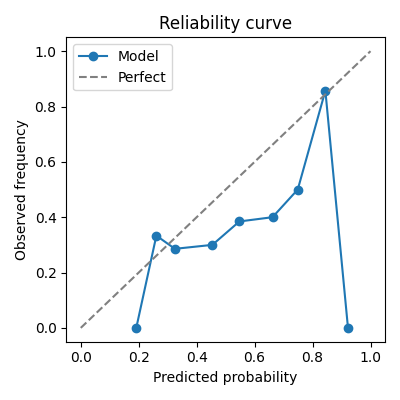 Reliability curve
Model
Perfect
Observed frequency
1.0
0.8
0.6
0.4
0.2
0.0
0.0 0.2 0.4 0.6 0.8 1.0
Predicted probability